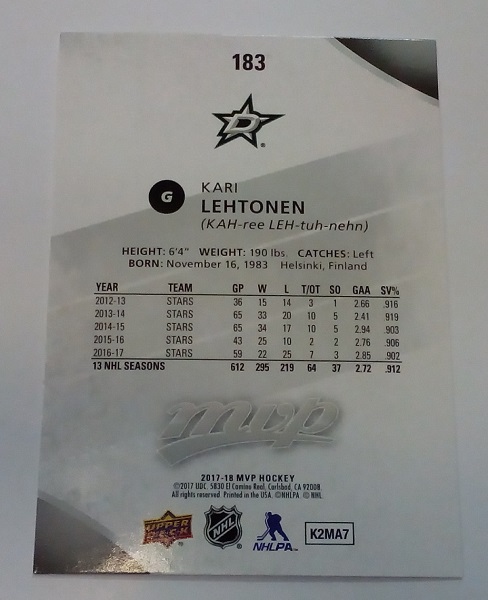 183
D
G
KARI
LEHTONEN
(KAH-ree LEH-tuh-nehn)
HEIGHT: 6'4" WEIGHT: 190 lbs. CATCHES: Left
BORN: November 16, 1983 Helsinki, Finland
YEAR TEAM GP W L T/OT SO GAA SV%
2012-13 STARS 36 15 14 3 1 2.66 .916
2013-14 STARS 65 33 20 10 5 2.41 .919
2014-15 STARS 65 34 17 10 5 2.94 .903
2015-16 STARS 43 25 10 2 2 2.76 .906
2016-17 STARS 59 22 25 7 3 2.85 .902
13 NHL SEASONS 612 295 219 64 37 2.72 .912
mvp
2017-18 MVP HOCKEY
©2017 UDC. 5830 El Camino Real, Carlsbad, CA 92008.
All rights reserved Printed in the USA. ©NHLPA ©NHL
UPPER DECK NHL NHLPA K2MA7